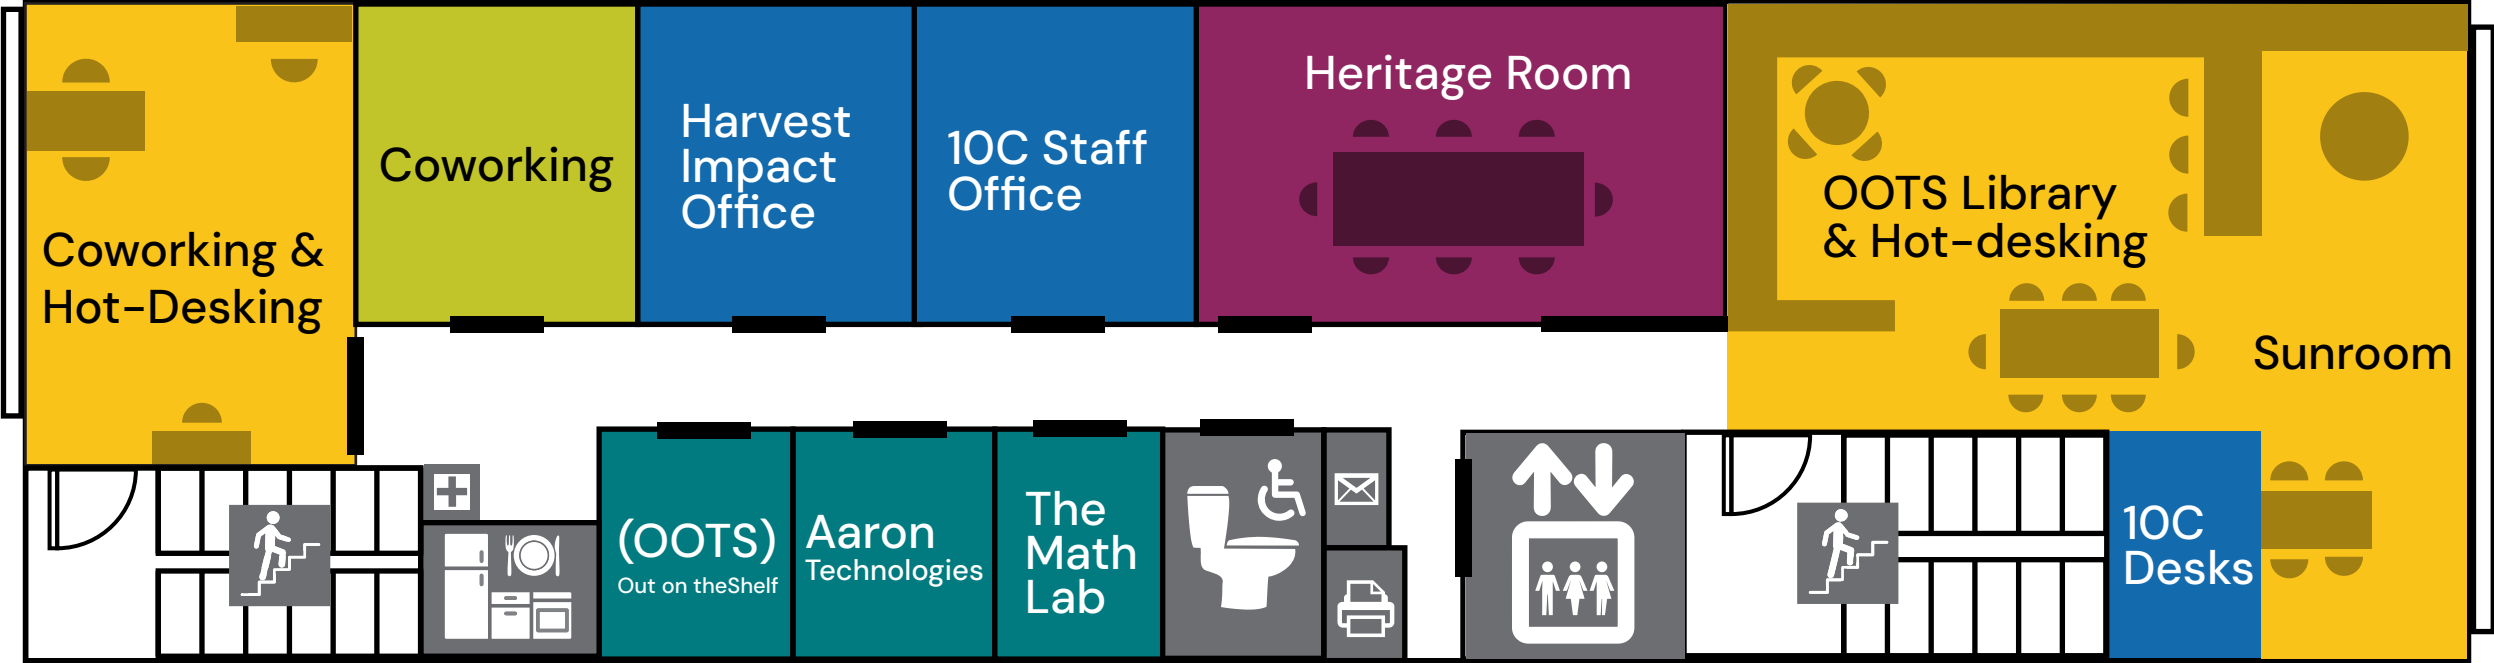 Coworking &
Hot-Desking
Coworking
Harvest
Impact
Office
10C Staff
Office
Heritage Room
OOTS Library
& Hot-desking
Sunroom
(OOTS)
Out on theShelf
Aaron
Technologies
The
Math
Lab
10C
Desks